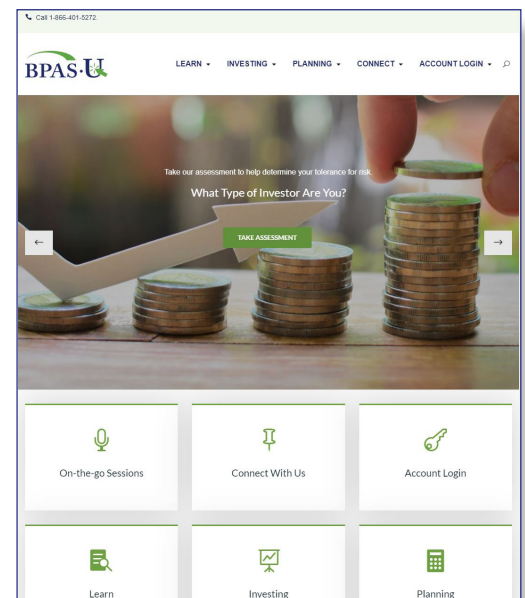 Call 1-866-401-5272.
BPAS·U
LEARN
INVESTING
PLANNING
CONNECT
ACCOUNT LOGIN
Take our assessment to help determine your tolerance for risk.
What Type of Investor Are You?
TAKE ASSESSMENT
On-the-go Sessions
Connect With Us
Account Login
Learn
Investing
Planning